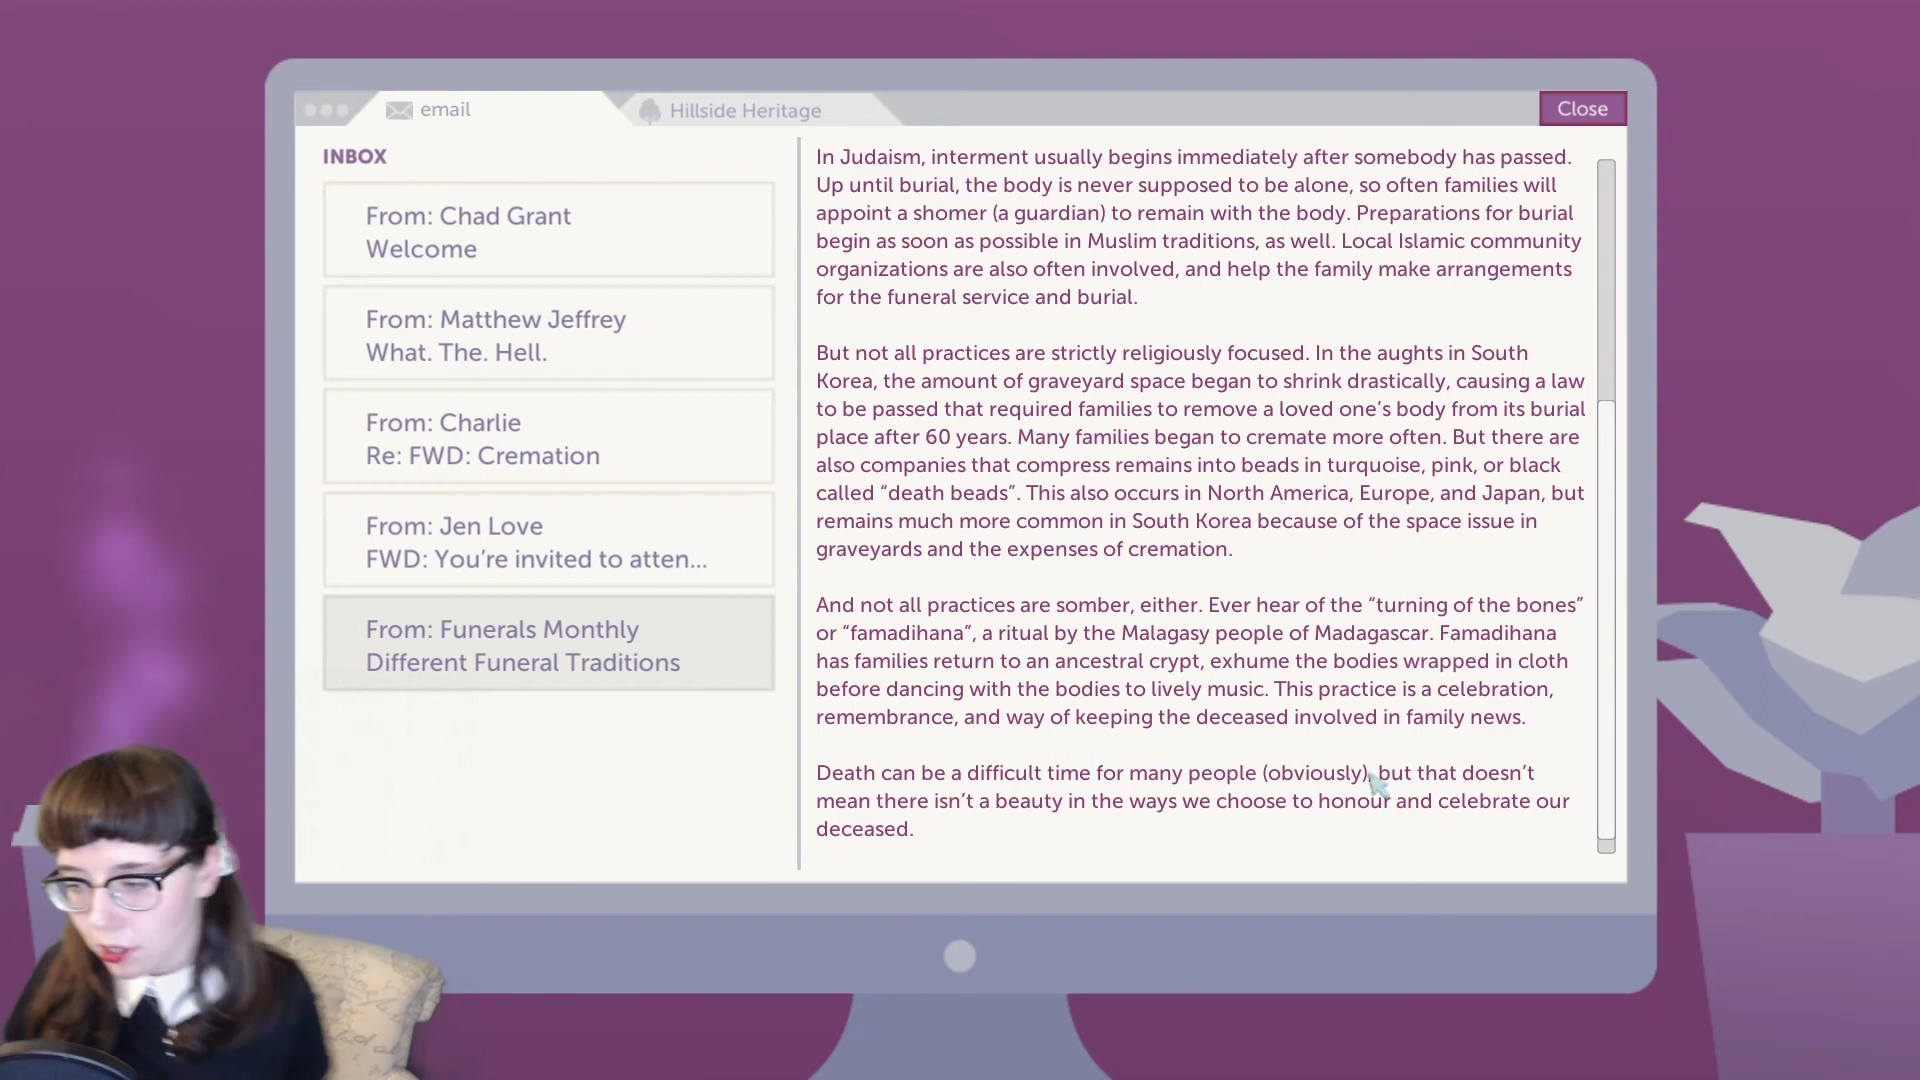 email
Hillside Heritage
Close
INBOX
From: Chad Grant
Welcome
From: Matthew Jeffrey
What. The. Hell.
From: Charlie
Re: FWD: Cremation
From: Jen Love
FWD: You’re invited to atten...
From: Funerals Monthly
Different Funeral Traditions
In Judaism, interment usually begins immediately after somebody has passed.
Up until burial, the body is never supposed to be alone, so often families will
appoint a shomer (a guardian) to remain with the body. Preparations for burial
begin as soon as possible in Muslim traditions, as well. Local Islamic community
organizations are also often involved, and help the family make arrangements
for the funeral service and burial.
But not all practices are strictly religiously focused. In the aughts in South
Korea, the amount of graveyard space began to shrink drastically, causing a law
to be passed that required families to remove a loved one’s body from its burial
place after 60 years. Many families began to cremate more often. But there are
also companies that compress remains into beads in turquoise, pink, or black
called “death beads”. This also occurs in North America, Europe, and Japan, but
remains much more common in South Korea because of the space issue in
graveyards and the expenses of cremation.
And not all practices are somber, either. Ever hear of the “turning of the bones”
or “famadihana”, a ritual by the Malagasy people of Madagascar. Famadihana
has families return to an ancestral crypt, exhume the bodies wrapped in cloth
before dancing with the bodies to lively music. This practice is a celebration,
remembrance, and way of keeping the deceased involved in family news.
Death can be a difficult time for many people (obviously), but that doesn’t
mean there isn’t a beauty in the ways we choose to honour and celebrate our
deceased.